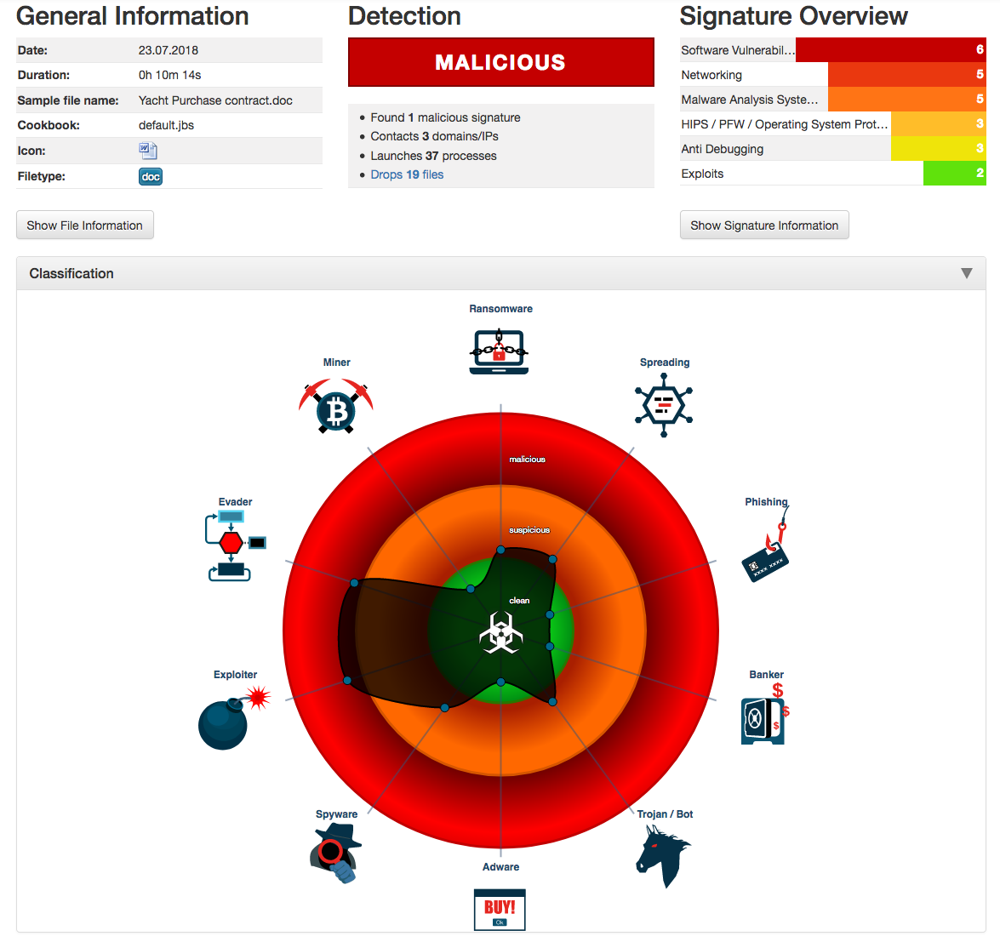 General Information
Date: 23.07.2018
Duration: 0h 10m 14s
Sample file name: Yacht Purchase contract.doc
Cookbook: default.jbs
Icon:
Filetype: doc
Show File Information
Detection
MALICIOUS
Found 1 malicious signature
Contacts 3 domains/IPs
Launches 37 processes
Drops 19 files
Signature Overview
Software Vulnerabil... 6
Networking 5
Malware Analysis Syste... 5
HIPS / PFW / Operating System Prot... 3
Anti Debugging 3
Exploits 2
Show Signature Information
Classification
Ransomware
Miner
Spreading
malicious
Evader
Phishing
suspicious
XXXX XXXX
clean
Exploiter
Banker
$
$
$
Spyware
Trojan / Bot
Adware
BUY!
Ok